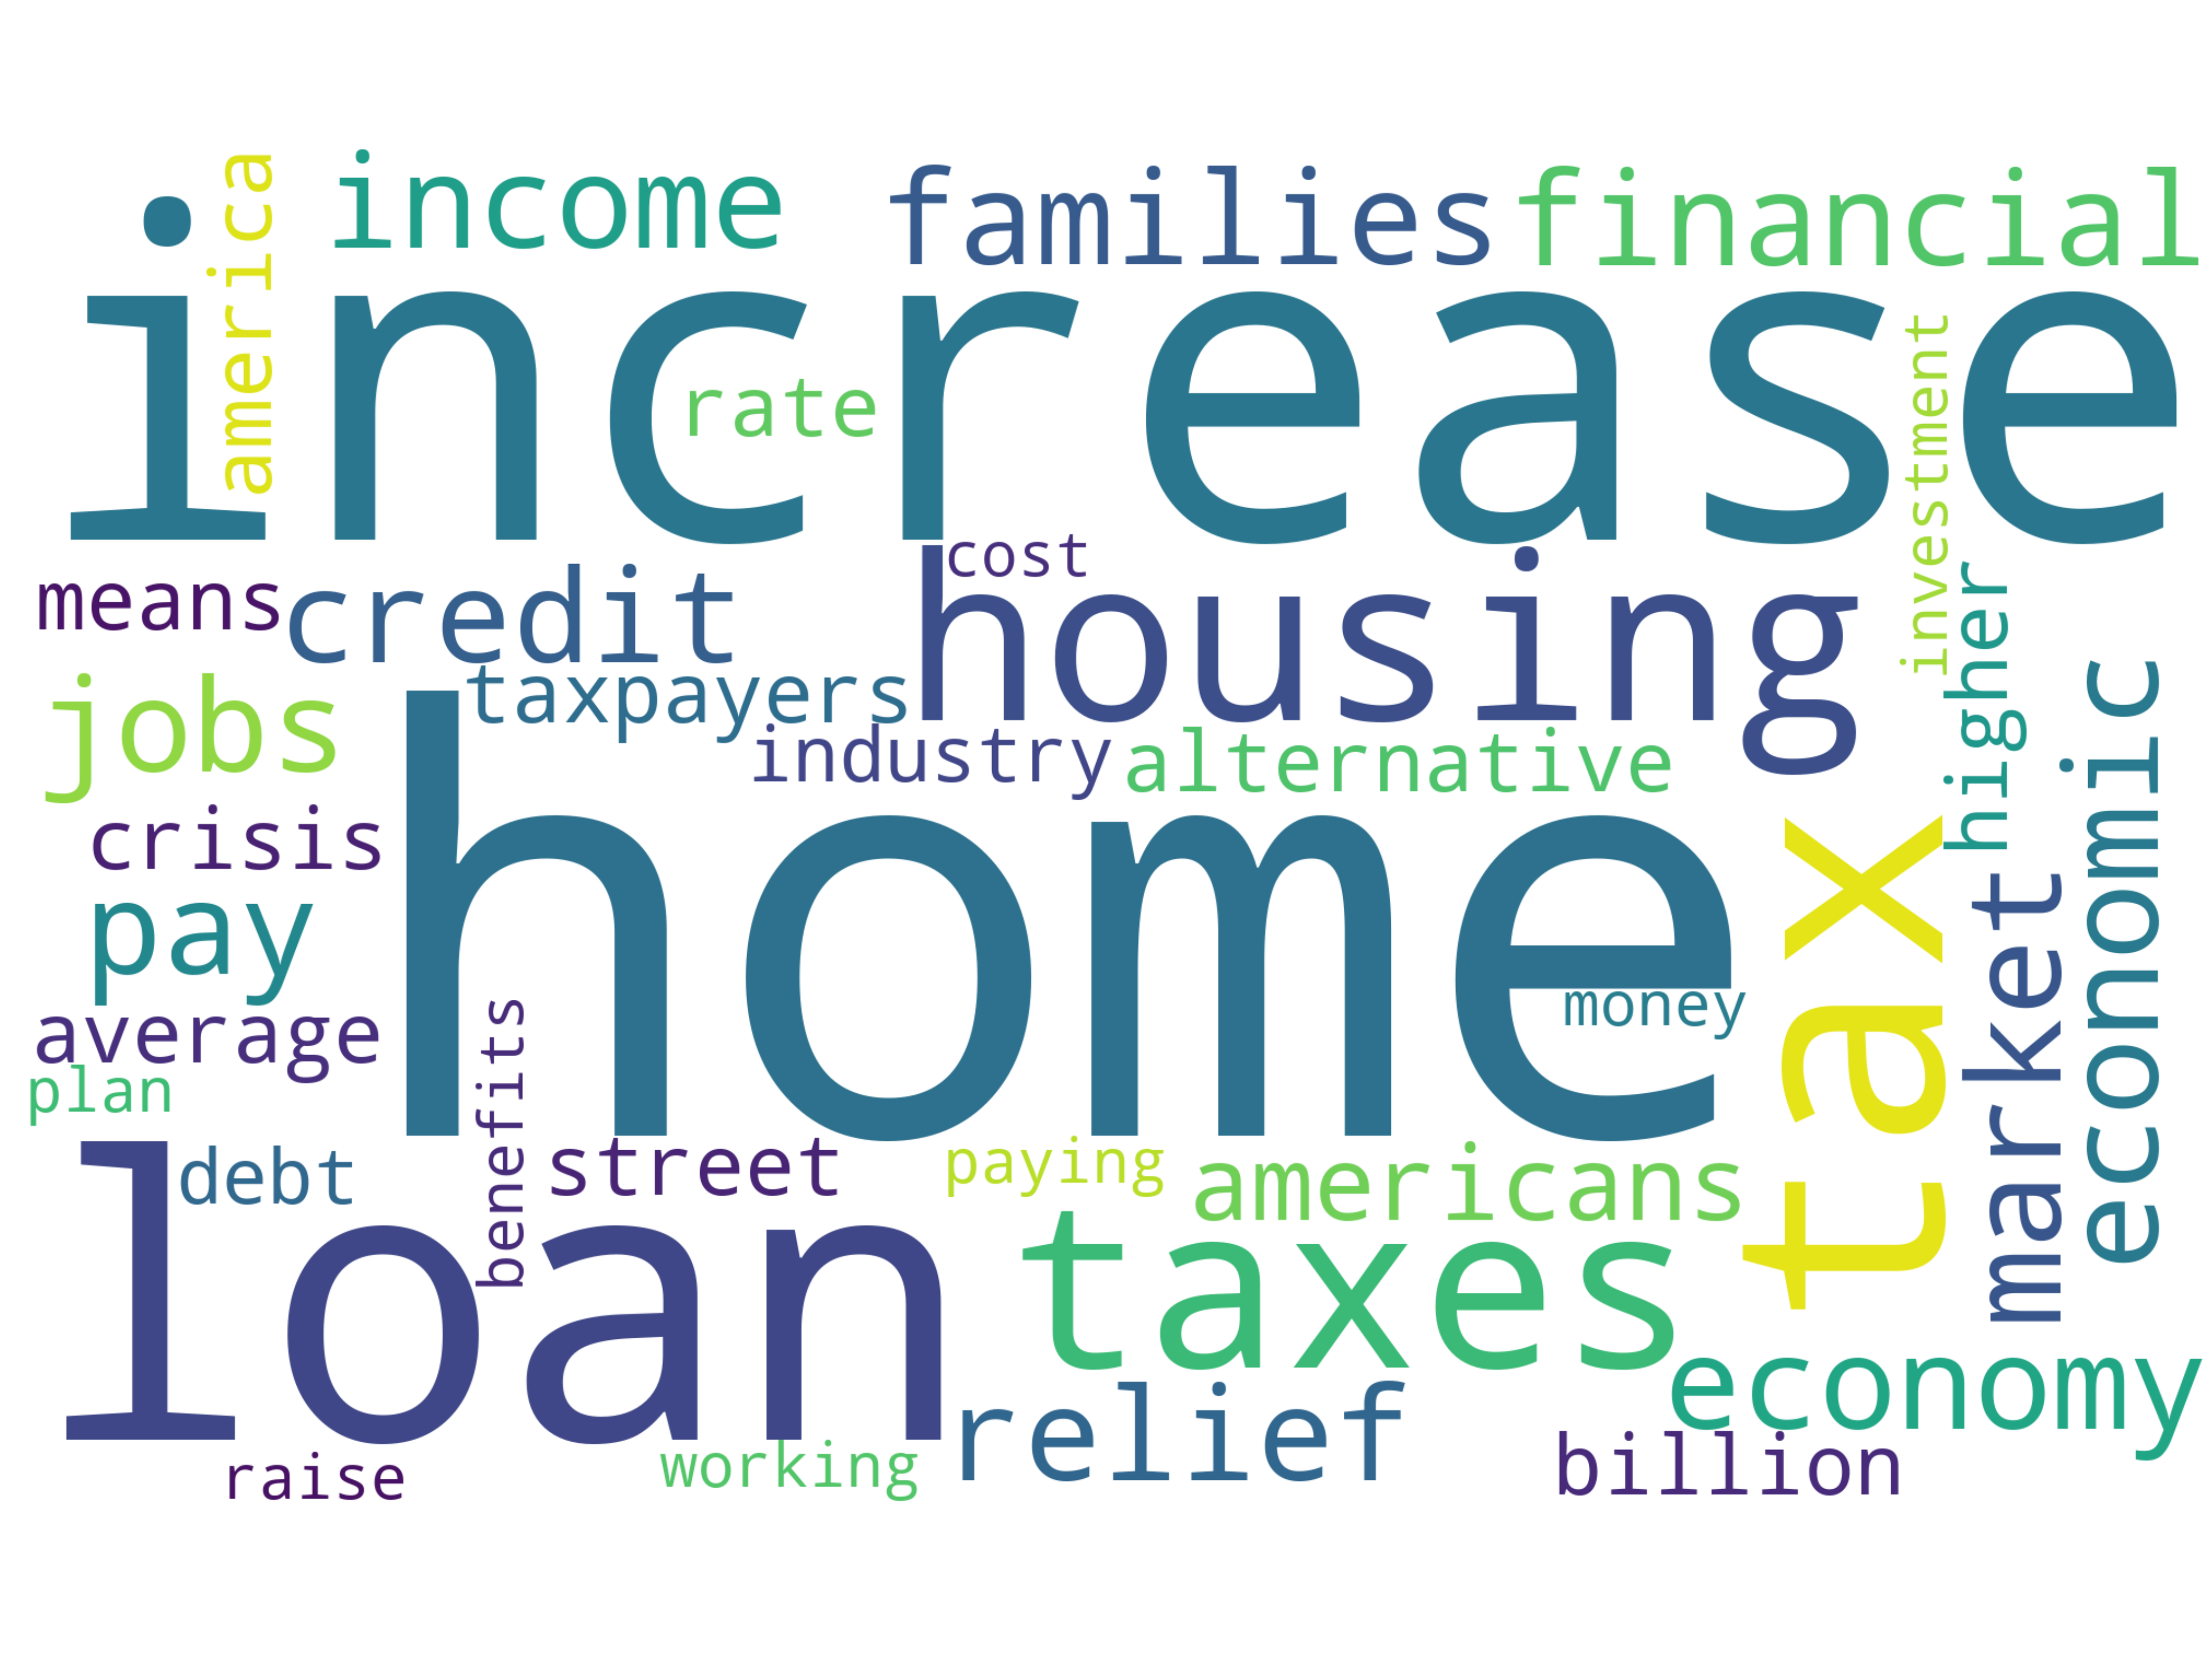 america
income
families
financial
increase
rate
investment
cost
means
credit
housing
higher
taxpayers
jobs
industry
alternative
economic
crisis
home
tax
market
pay
money
average
benefits
plan
debt
street
paying
americans
loan
taxes
relief
economy
raise
working
billion